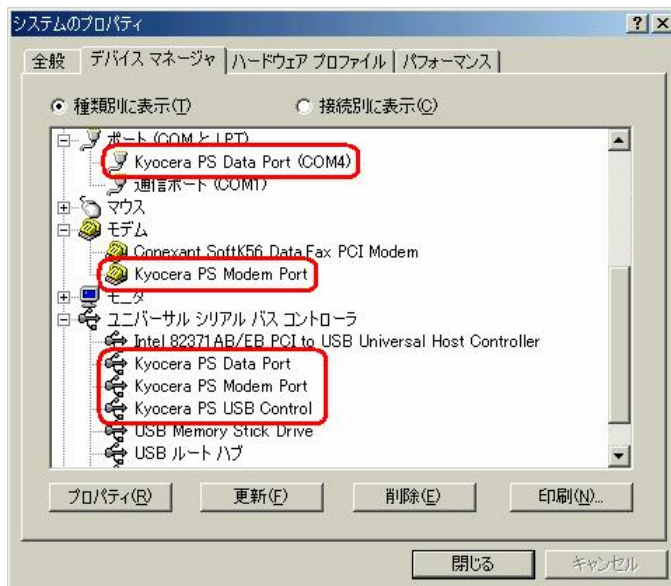 システムのプロパティ
全般 デバイス マネージャ ハードウェア プロファイル パフォーマンス
種類別に表示(T) 接続別に表示(C)
ポート (COM と LPT)
Kyocera PS Data Port (COM4)
通信ポート (COM1)
マウス
モデム
Conexant SoftK56 Data,Fax PCI Modem
Kyocera PS Modem Port
モニタ
ユニバーサル シリアル バス コントローラ
Intel 82371AB/EB PCI to USB Universal Host Controller
Kyocera PS Data Port
Kyocera PS Modem Port
Kyocera PS USB Control
USB Memory Stick Drive
USB ルート ハブ
プロパティ(R) 更新(F) 削除(E) 印刷(N)...
閉じる キャンセル